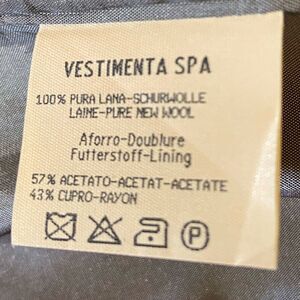 VESTIMENTA SPA
100% PURA LANA-SCHURWOLLE
LAINE-PURE NEW WOOL
Aforro-Doublure
Futterstoff-Lining
57% ACETATO-ACETAT-ACETATE
43% CUPRO-RAYON
P